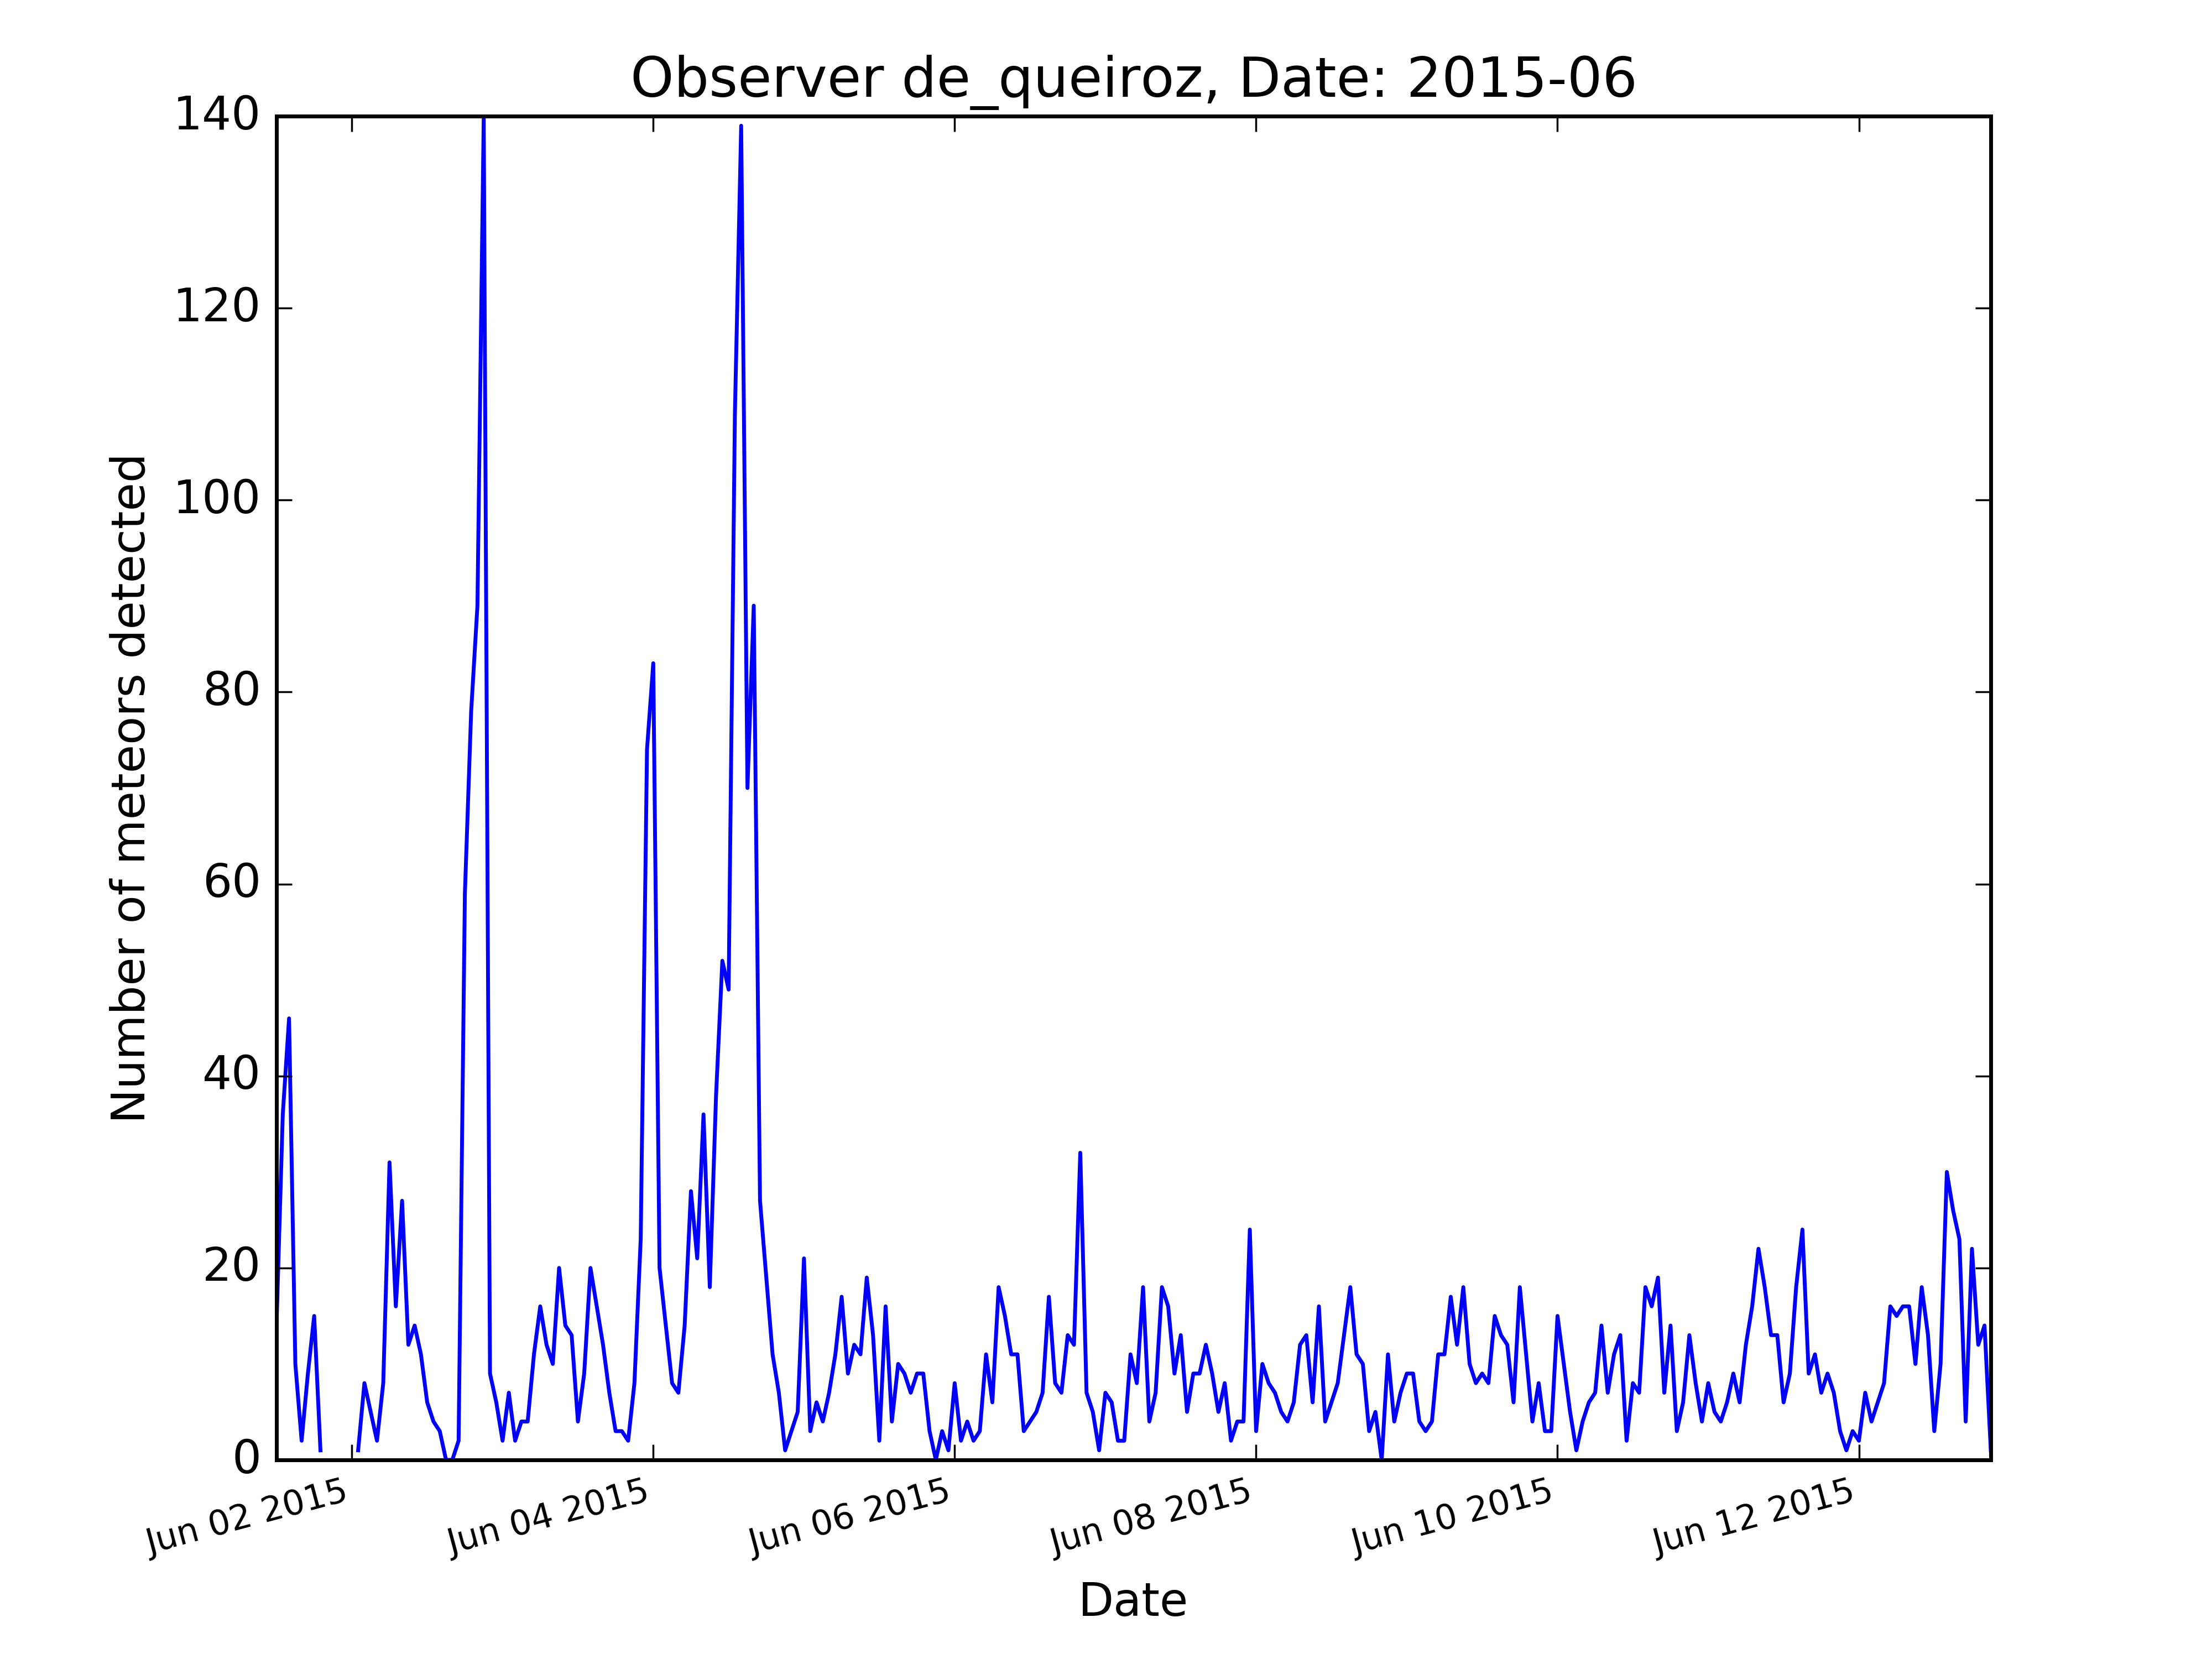 Observer de_queiroz, Date: 2015-06
140
120
100
80
60
40
20
0
Number of meteors detected
Jun 02 2015
Jun 04 2015
Jun 06 2015
Jun 08 2015
Jun 10 2015
Jun 12 2015
Date